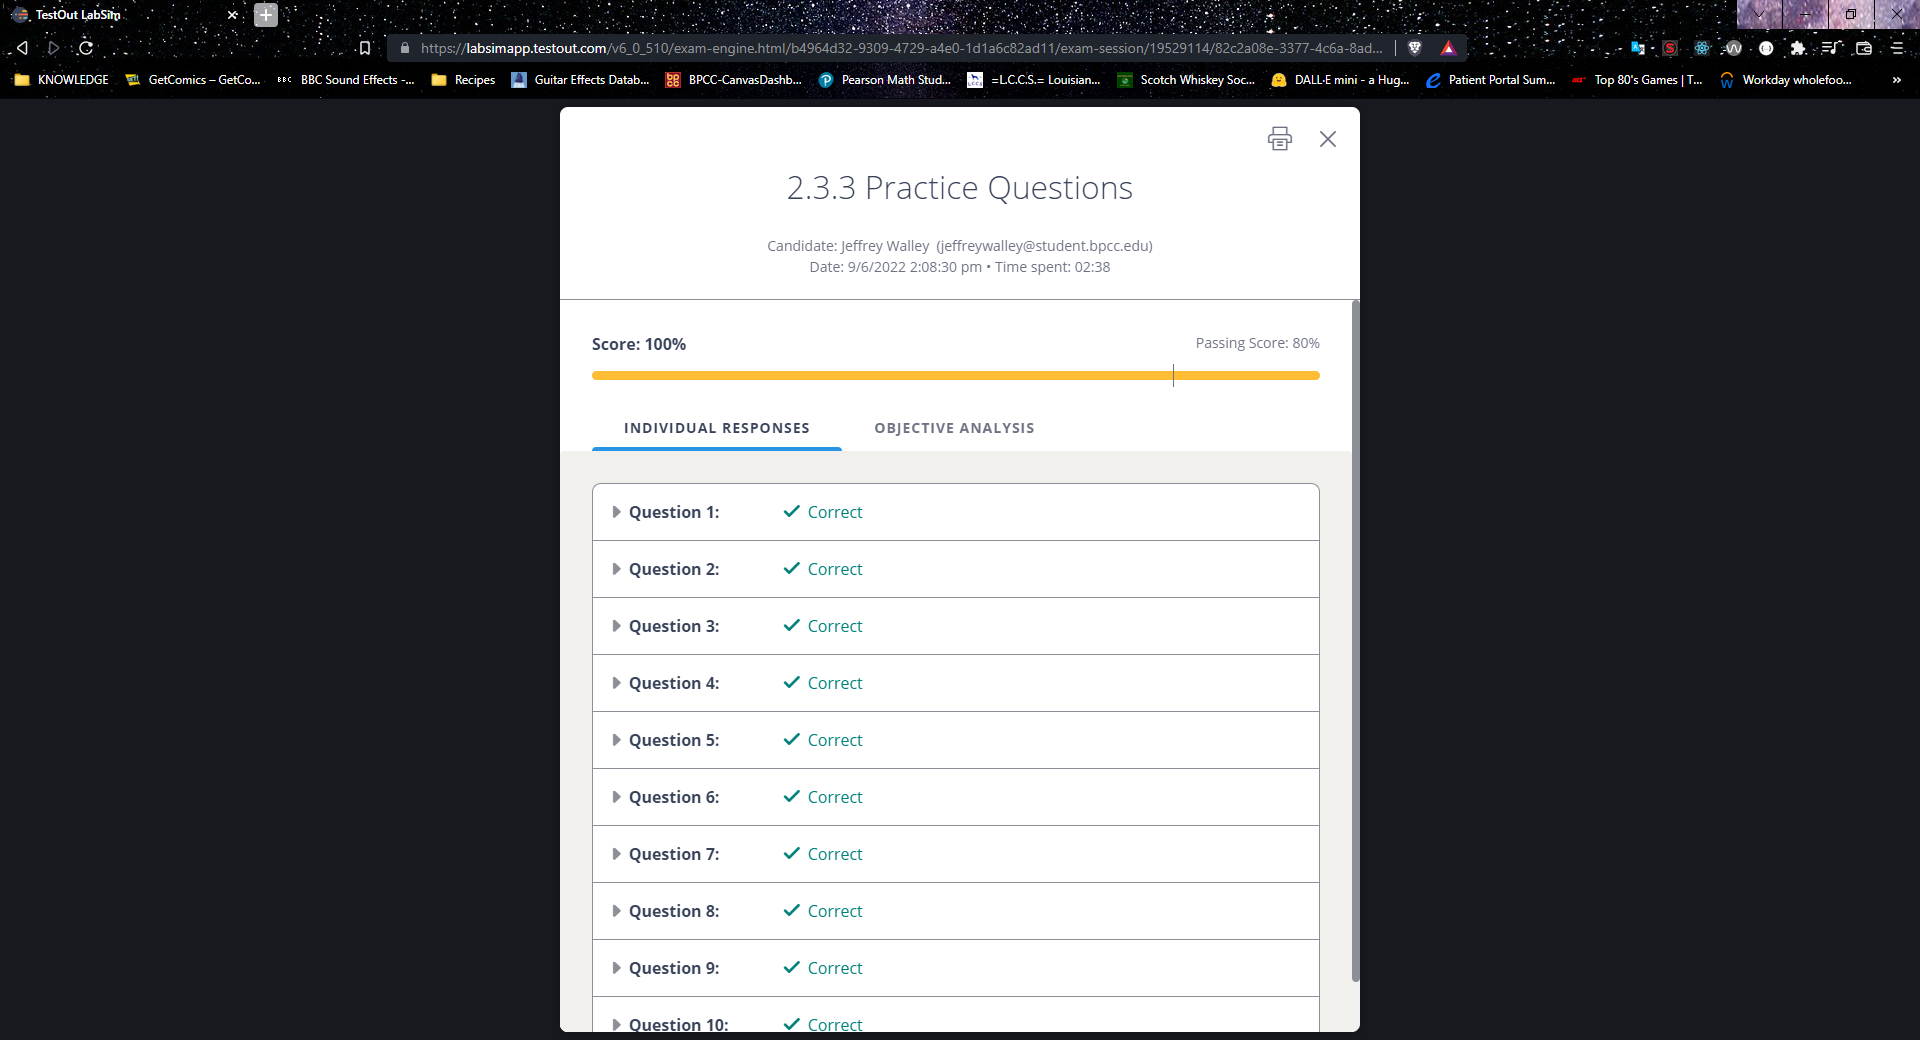 TestOut LabSim
https://labsimapp.testout.com/v6_0_510/exam-engine.html/b4964d32-9309-4729-a4e0-1d1a6c82ad11/exam-session/19529114/82c2a08e-3377-4c6a-8ad...
KNOWLEDGE GetComics – GetCo... BBC BBC Sound Effects -... Recipes Guitar Effects Datab... BPCC-CanvasDashb... Pearson Math Stud... =L.C.C.S.= Louisian... Scotch Whiskey Soc... DALL·E mini - a Hug... Patient Portal Sum... Top 80's Games | T... Workday wholefoo... »
2.3.3 Practice Questions
Candidate: Jeffrey Walley (jeffreywalley@student.bpcc.edu)
Date: 9/6/2022 2:08:30 pm • Time spent: 02:38
Score: 100% Passing Score: 80%
INDIVIDUAL RESPONSES OBJECTIVE ANALYSIS
Question 1: Correct
Question 2: Correct
Question 3: Correct
Question 4: Correct
Question 5: Correct
Question 6: Correct
Question 7: Correct
Question 8: Correct
Question 9: Correct
Question 10: Correct